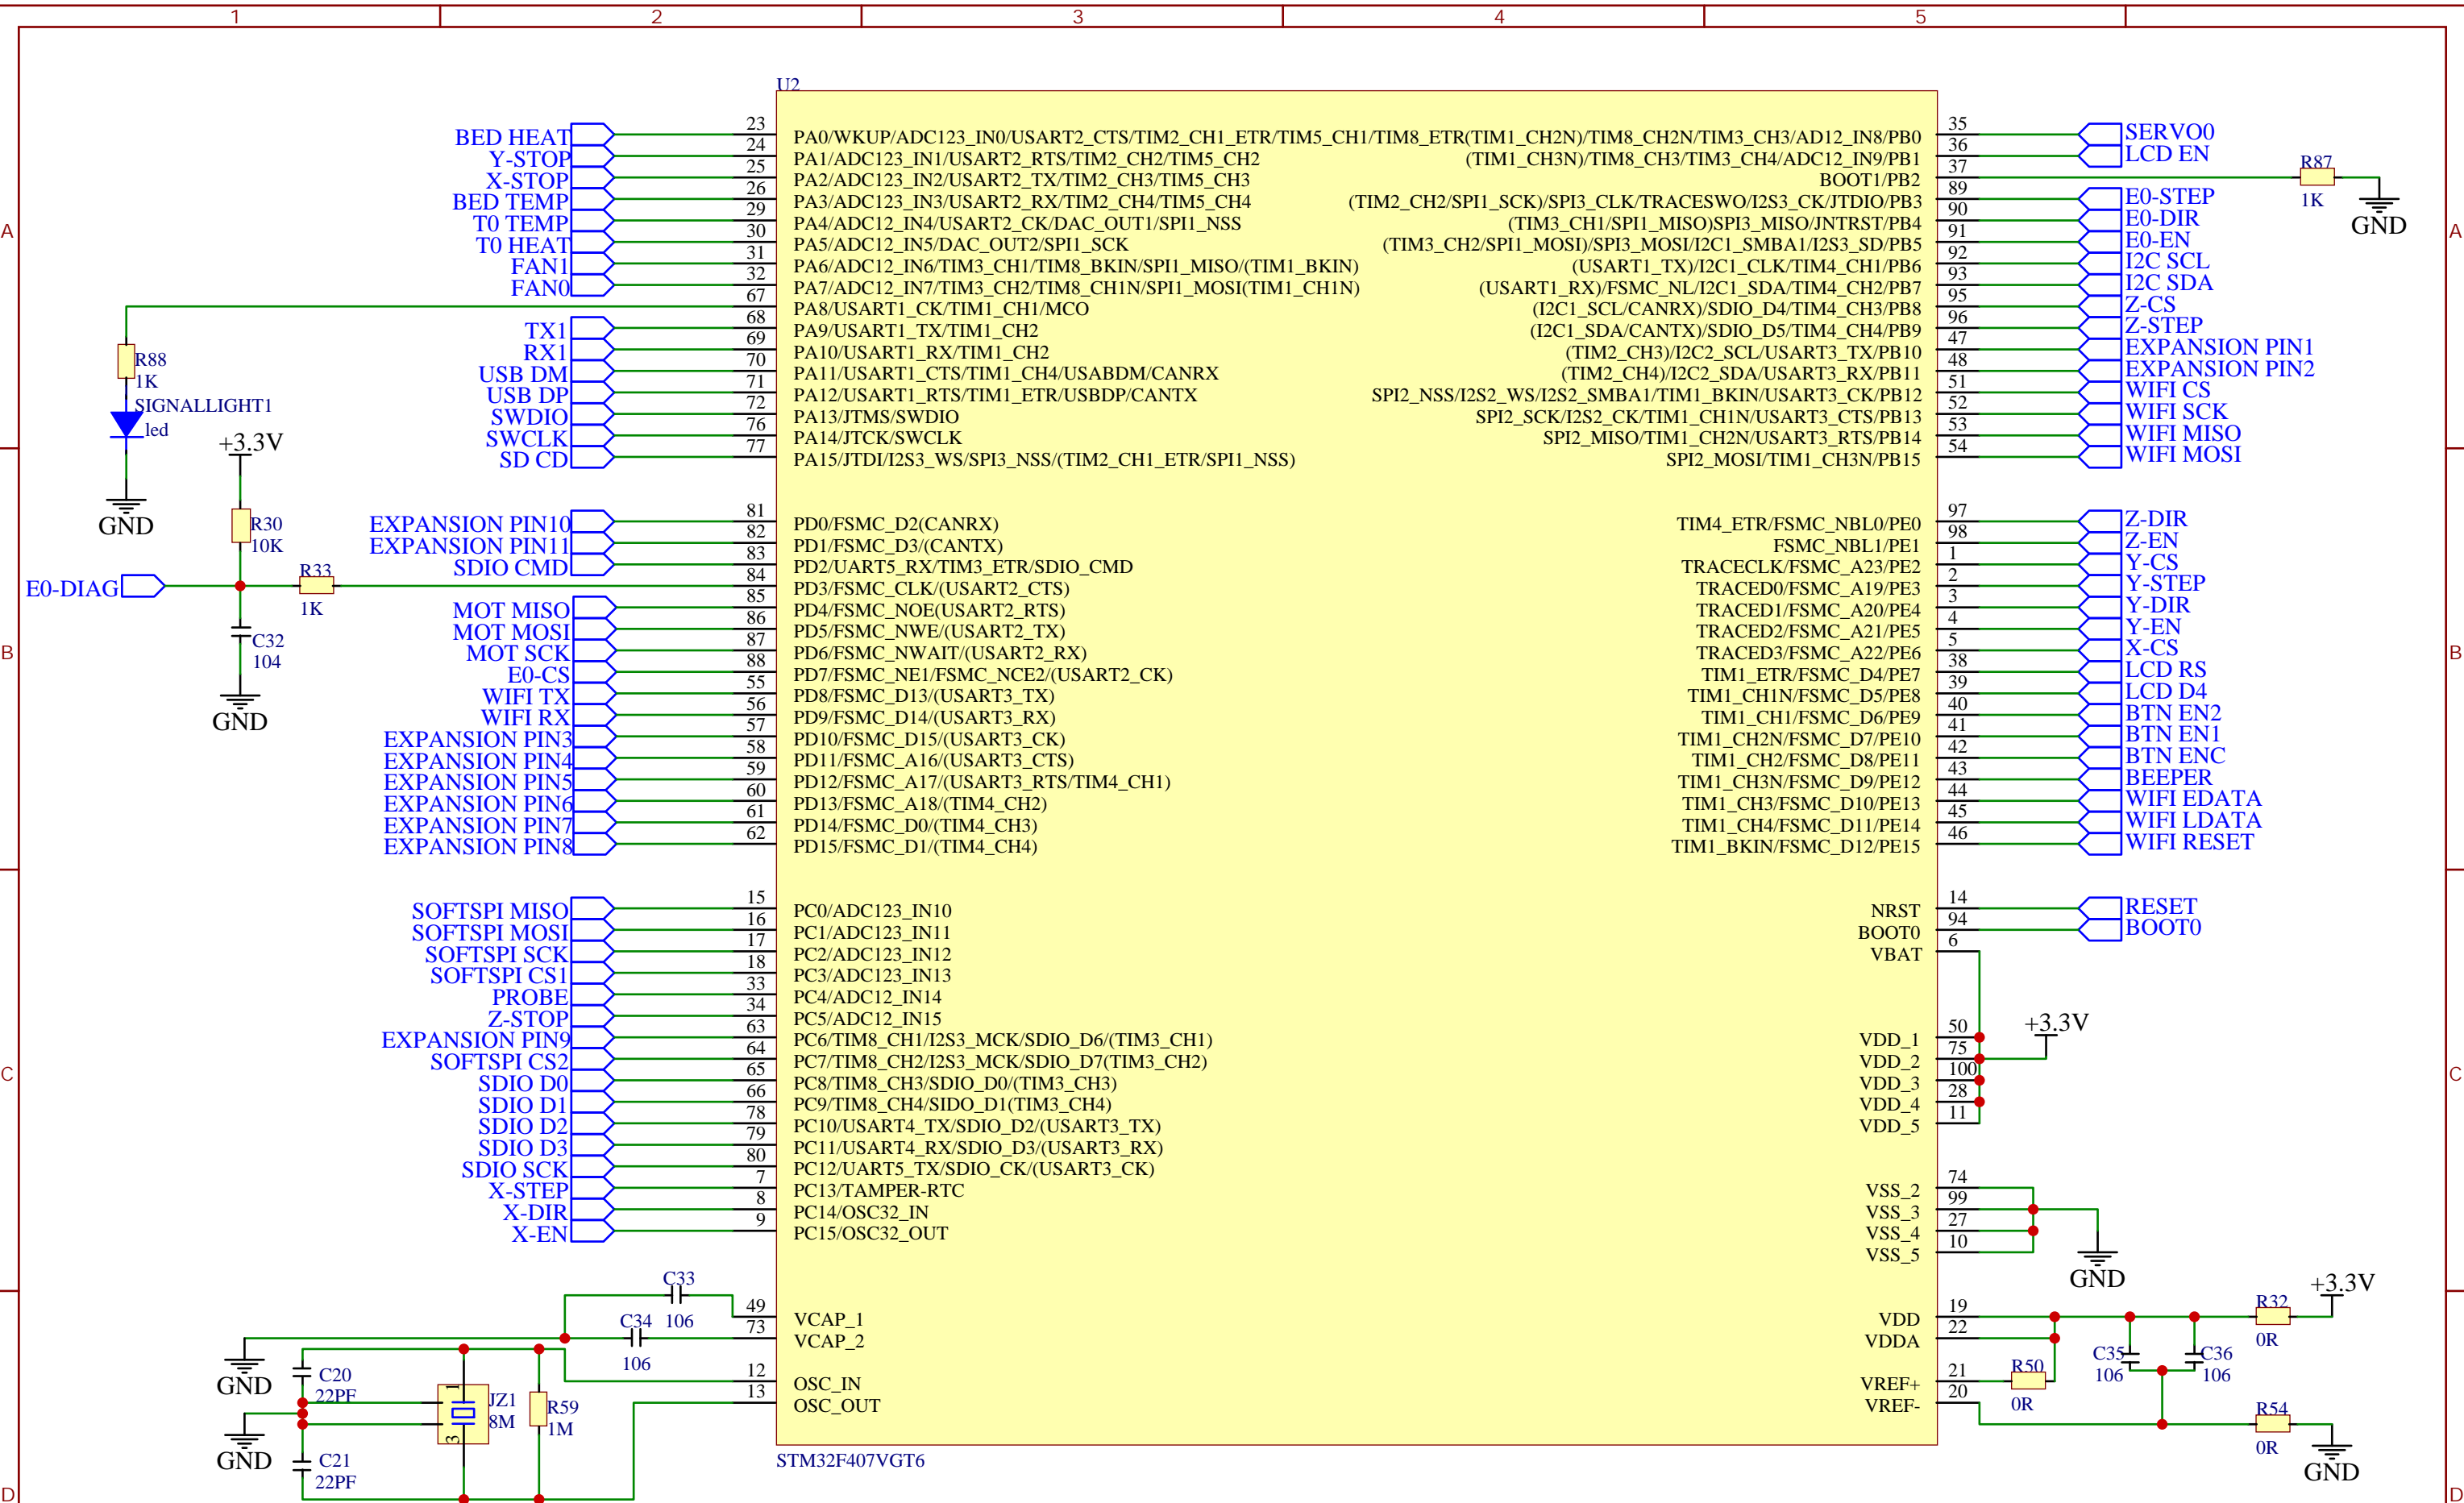 1 2 3 4 5
A
B
C
D
A
B
C
D
U2
BED HEAT 23 PA0/WKUP/ADC123_IN0/USART2_CTS/TIM2_CH1_ETR/TIM5_CH1/TIM8_ETR(TIM1_CH2N)/TIM8_CH2N/TIM3_CH3/AD12_IN8/PB0 35 SERVO0
Y-STOP 24 PA1/ADC123_IN1/USART2_RTS/TIM2_CH2/TIM5_CH2 (TIM1_CH3N)/TIM8_CH3/TIM3_CH4/ADC12_IN9/PB1 36 LCD EN
X-STOP 25 PA2/ADC123_IN2/USART2_TX/TIM2_CH3/TIM5_CH3 BOOT1/PB2 37 R87 1K GND
BED TEMP 26 PA3/ADC123_IN3/USART2_RX/TIM2_CH4/TIM5_CH4 (TIM2_CH2/SPI1_SCK)/SPI3_CLK/TRACESWO/I2S3_CK/JTDIO/PB3 89 E0-STEP
T0 TEMP 29 PA4/ADC12_IN4/USART2_CK/DAC_OUT1/SPI1_NSS (TIM3_CH1/SPI1_MISO)SPI3_MISO/JNTRST/PB4 90 E0-DIR
T0 HEAT 30 PA5/ADC12_IN5/DAC_OUT2/SPI1_SCK (TIM3_CH2/SPI1_MOSI)/SPI3_MOSI/I2C1_SMBA1/I2S3_SD/PB5 91 E0-EN
FAN1 31 PA6/ADC12_IN6/TIM3_CH1/TIM8_BKIN/SPI1_MISO/(TIM1_BKIN) (USART1_TX)/I2C1_CLK/TIM4_CH1/PB6 92 I2C SCL
FAN0 32 PA7/ADC12_IN7/TIM3_CH2/TIM8_CH1N/SPI1_MOSI(TIM1_CH1N) (USART1_RX)/FSMC_NL/I2C1_SDA/TIM4_CH2/PB7 93 I2C SDA
67 PA8/USART1_CK/TIM1_CH1/MCO (I2C1_SCL/CANRX)/SDIO_D4/TIM4_CH3/PB8 95 Z-CS
TX1 68 PA9/USART1_TX/TIM1_CH2 (I2C1_SDA/CANTX)/SDIO_D5/TIM4_CH4/PB9 96 Z-STEP
RX1 69 PA10/USART1_RX/TIM1_CH2 (TIM2_CH3)/I2C2_SCL/USART3_TX/PB10 47 EXPANSION PIN1
USB DM 70 PA11/USART1_CTS/TIM1_CH4/USABDM/CANRX (TIM2_CH4)/I2C2_SDA/USART3_RX/PB11 48 EXPANSION PIN2
USB DP 71 PA12/USART1_RTS/TIM1_ETR/USBDP/CANTX SPI2_NSS/I2S2_WS/I2S2_SMBA1/TIM1_BKIN/USART3_CK/PB12 51 WIFI CS
SWDIO 72 PA13/JTMS/SWDIO SPI2_SCK/I2S2_CK/TIM1_CH1N/USART3_CTS/PB13 52 WIFI SCK
SWCLK 76 PA14/JTCK/SWCLK SPI2_MISO/TIM1_CH2N/USART3_RTS/PB14 53 WIFI MISO
SD CD 77 PA15/JTDI/I2S3_WS/SPI3_NSS/(TIM2_CH1_ETR/SPI1_NSS) SPI2_MOSI/TIM1_CH3N/PB15 54 WIFI MOSI
R88
1K
SIGNALLIGHT1
led
GND
+3.3V
R30
10K
E0-DIAG
R33
1K
C32
104
GND
EXPANSION PIN10 81 PD0/FSMC_D2(CANRX) TIM4_ETR/FSMC_NBL0/PE0 97 Z-DIR
EXPANSION PIN11 82 PD1/FSMC_D3/(CANTX) FSMC_NBL1/PE1 98 Z-EN
SDIO CMD 83 PD2/UART5_RX/TIM3_ETR/SDIO_CMD TRACECLK/FSMC_A23/PE2 1 Y-CS
84 PD3/FSMC_CLK/(USART2_CTS) TRACED0/FSMC_A19/PE3 2 Y-STEP
MOT MISO 85 PD4/FSMC_NOE(USART2_RTS) TRACED1/FSMC_A20/PE4 3 Y-DIR
MOT MOSI 86 PD5/FSMC_NWE/(USART2_TX) TRACED2/FSMC_A21/PE5 4 Y-EN
MOT SCK 87 PD6/FSMC_NWAIT/(USART2_RX) TRACED3/FSMC_A22/PE6 5 X-CS
E0-CS 88 PD7/FSMC_NE1/FSMC_NCE2/(USART2_CK) TIM1_ETR/FSMC_D4/PE7 38 LCD RS
WIFI TX 55 PD8/FSMC_D13/(USART3_TX) TIM1_CH1N/FSMC_D5/PE8 39 LCD D4
WIFI RX 56 PD9/FSMC_D14/(USART3_RX) TIM1_CH1/FSMC_D6/PE9 40 BTN EN2
EXPANSION PIN3 57 PD10/FSMC_D15/(USART3_CK) TIM1_CH2N/FSMC_D7/PE10 41 BTN EN1
EXPANSION PIN4 58 PD11/FSMC_A16/(USART3_CTS) TIM1_CH2/FSMC_D8/PE11 42 BTN ENC
EXPANSION PIN5 59 PD12/FSMC_A17/(USART3_RTS/TIM4_CH1) TIM1_CH3N/FSMC_D9/PE12 43 BEEPER
EXPANSION PIN6 60 PD13/FSMC_A18/(TIM4_CH2) TIM1_CH3/FSMC_D10/PE13 44 WIFI EDATA
EXPANSION PIN7 61 PD14/FSMC_D0/(TIM4_CH3) TIM1_CH4/FSMC_D11/PE14 45 WIFI LDATA
EXPANSION PIN8 62 PD15/FSMC_D1/(TIM4_CH4) TIM1_BKIN/FSMC_D12/PE15 46 WIFI RESET
SOFTSPI MISO 15 PC0/ADC123_IN10 NRST 14 RESET
SOFTSPI MOSI 16 PC1/ADC123_IN11 BOOT0 94 BOOT0
SOFTSPI SCK 17 PC2/ADC123_IN12 VBAT 6
SOFTSPI CS1 18 PC3/ADC123_IN13
PROBE 33 PC4/ADC12_IN14
Z-STOP 34 PC5/ADC12_IN15
EXPANSION PIN9 63 PC6/TIM8_CH1/I2S3_MCK/SDIO_D6/(TIM3_CH1) VDD_1 50 +3.3V
SOFTSPI CS2 64 PC7/TIM8_CH2/I2S3_MCK/SDIO_D7(TIM3_CH2) VDD_2 75
SDIO D0 65 PC8/TIM8_CH3/SDIO_D0/(TIM3_CH3) VDD_3 100
SDIO D1 66 PC9/TIM8_CH4/SIDO_D1(TIM3_CH4) VDD_4 28
SDIO D2 78 PC10/USART4_TX/SDIO_D2/(USART3_TX) VDD_5 11
SDIO D3 79 PC11/USART4_RX/SDIO_D3/(USART3_RX)
SDIO SCK 80 PC12/UART5_TX/SDIO_CK/(USART3_CK)
X-STEP 7 PC13/TAMPER-RTC VSS_2 74
X-DIR 8 PC14/OSC32_IN VSS_3 99
X-EN 9 PC15/OSC32_OUT VSS_4 27
VSS_5 10
GND
C33
106
49 VCAP_1
C34
106
73 VCAP_2
GND
12 OSC_IN
13 OSC_OUT
C20
22PF
GND
C21
22PF
1
JZ1
8M
3
R59
1M
VDD 19
VDDA 22
VREF+ 21
VREF- 20
R50
0R
C35
106
C36
106
R32
0R
+3.3V
R54
0R
GND
STM32F407VGT6